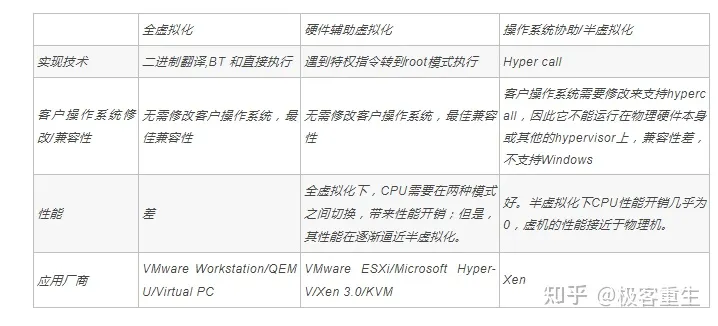 全虚拟化 硬件辅助虚拟化 操作系统协助/半虚拟化
实现技术 二进制翻译,BT 和直接执行 遇到特权指令转到root模式执行 Hyper call
客户操作系统修
改/兼容性
无需修改客户操作系统，最
佳兼容性
无需修改客户操作系统，最佳兼容
性
客户操作系统需要修改来支持hyperc
all，因此它不能运行在物理硬件本身
或其他的hypervisor上，兼容性差，
不支持Windows
性能
差
全虚拟化下，CPU需要在两种模式
之间切换，带来性能开销；但是，
其性能在逐渐逼近半虚拟化。
好。半虚拟化下CPU性能开销几乎为
0，虚机的性能接近于物理机。
应用厂商
VMware Workstation/QEM
U/Virtual PC
VMware ESXi/Microsoft Hyper-
V/Xen 3.0/KVM
Xen
知乎 @极客重生